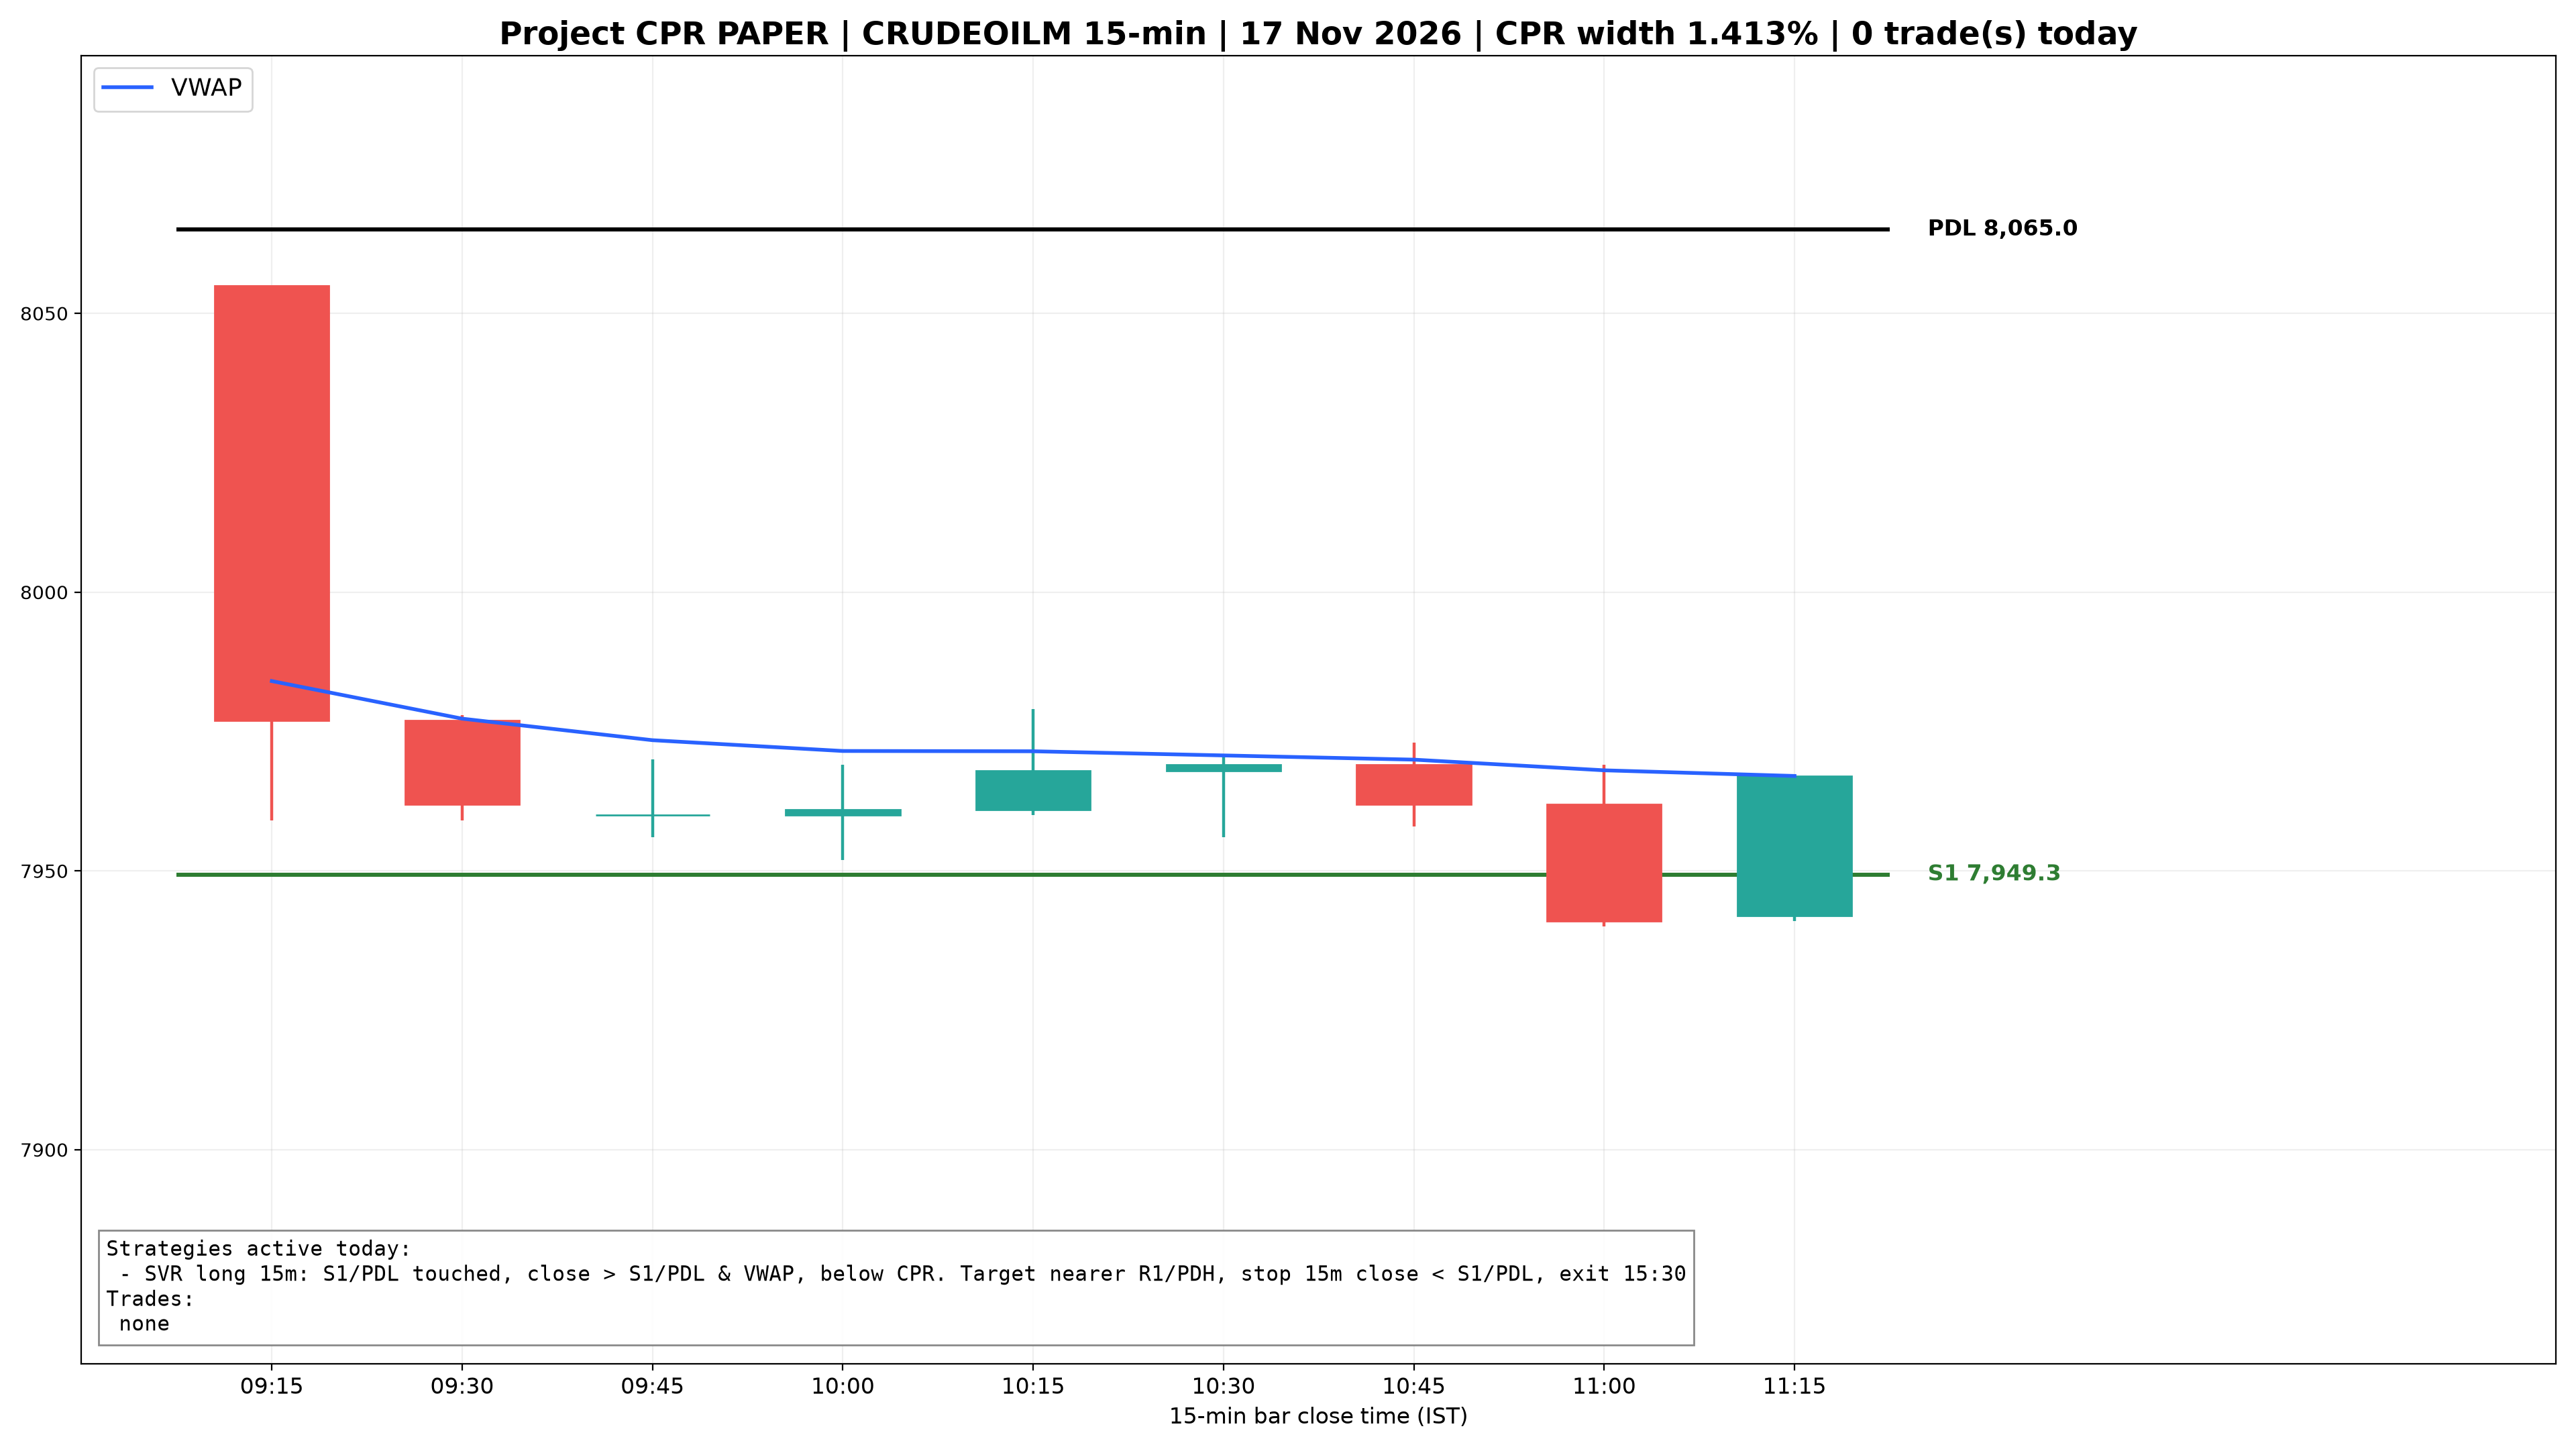 Project CPR PAPER | CRUDEOILM 15-min | 17 Nov 2026 | CPR width 1.413% | 0 trade(s) today
VWAP
PDL 8,065.0
8050
8000
7950
S1 7,949.3
7900
Strategies active today:
- SVR long 15m: S1/PDL touched, close > S1/PDL & VWAP, below CPR. Target nearer R1/PDH, stop 15m close < S1/PDL, exit 15:30
Trades:
none
09:15 09:30 09:45 10:00 10:15 10:30 10:45 11:00 11:15
15-min bar close time (IST)